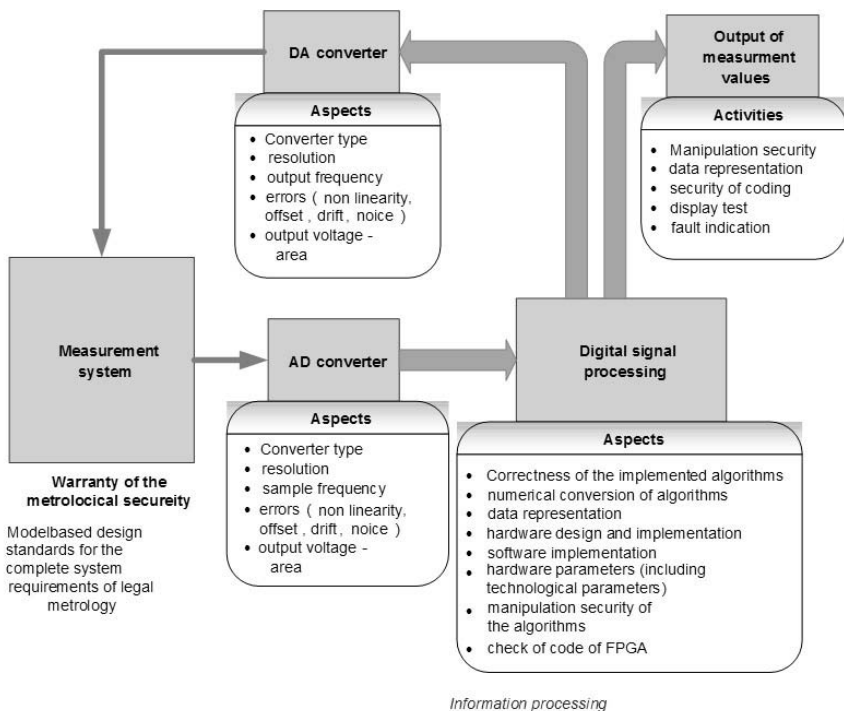 DA converter
Aspects
• Converter type
• resolution
• output frequency
• errors ( non linearity,
offset , drift , noice )
• output voltage -
area
Output of
measurment
values
Activities
• Manipulation security
• data representation
• security of coding
• display test
• fault indication
Measurement
system
Warranty of the
metrolocical secureity
Modelbased design
standards for the
complete system
requirements of legal
metrology
AD converter
Aspects
• Converter type
• resolution
• sample frequency
• errors ( non linearity,
offset , drift , noice )
• output voltage -
area
Digital signal
processing
Aspects
• Correctness of the implemented algorithms
• numerical conversion of algorithms
• data representation
• hardware design and implementation
• software implementation
• hardware parameters (including
technological parameters)
• manipulation security of
the algorithms
• check of code of FPGA
Information processing